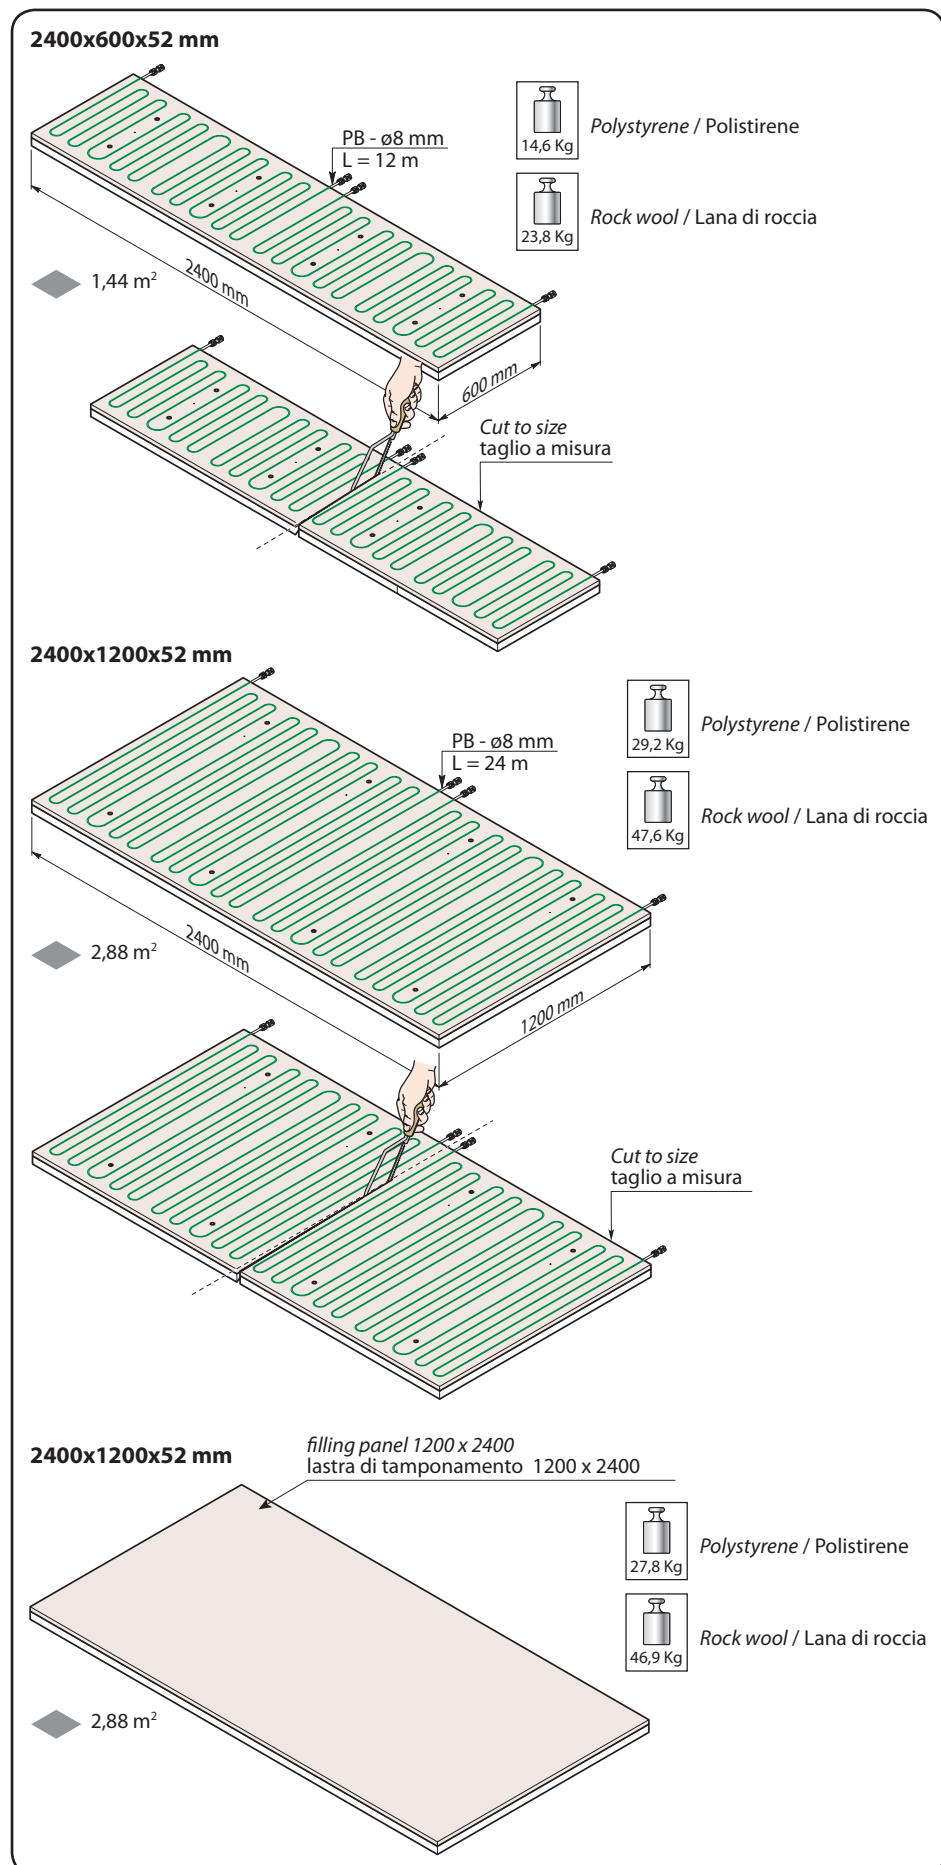 2400x600x52 mm
PB - ø8 mm
L = 12 m
14,6 Kg
Polystyrene / Polistirene
23,8 Kg
Rock wool / Lana di roccia
1,44 m²
2400 mm
600 mm
Cut to size
taglio a misura
2400x1200x52 mm
PB - ø8 mm
L = 24 m
29,2 Kg
Polystyrene / Polistirene
47,6 Kg
Rock wool / Lana di roccia
2,88 m²
2400 mm
1200 mm
Cut to size
taglio a misura
2400x1200x52 mm
filling panel 1200 x 2400
lastra di tamponamento 1200 x 2400
27,8 Kg
Polystyrene / Polistirene
46,9 Kg
Rock wool / Lana di roccia
2,88 m²